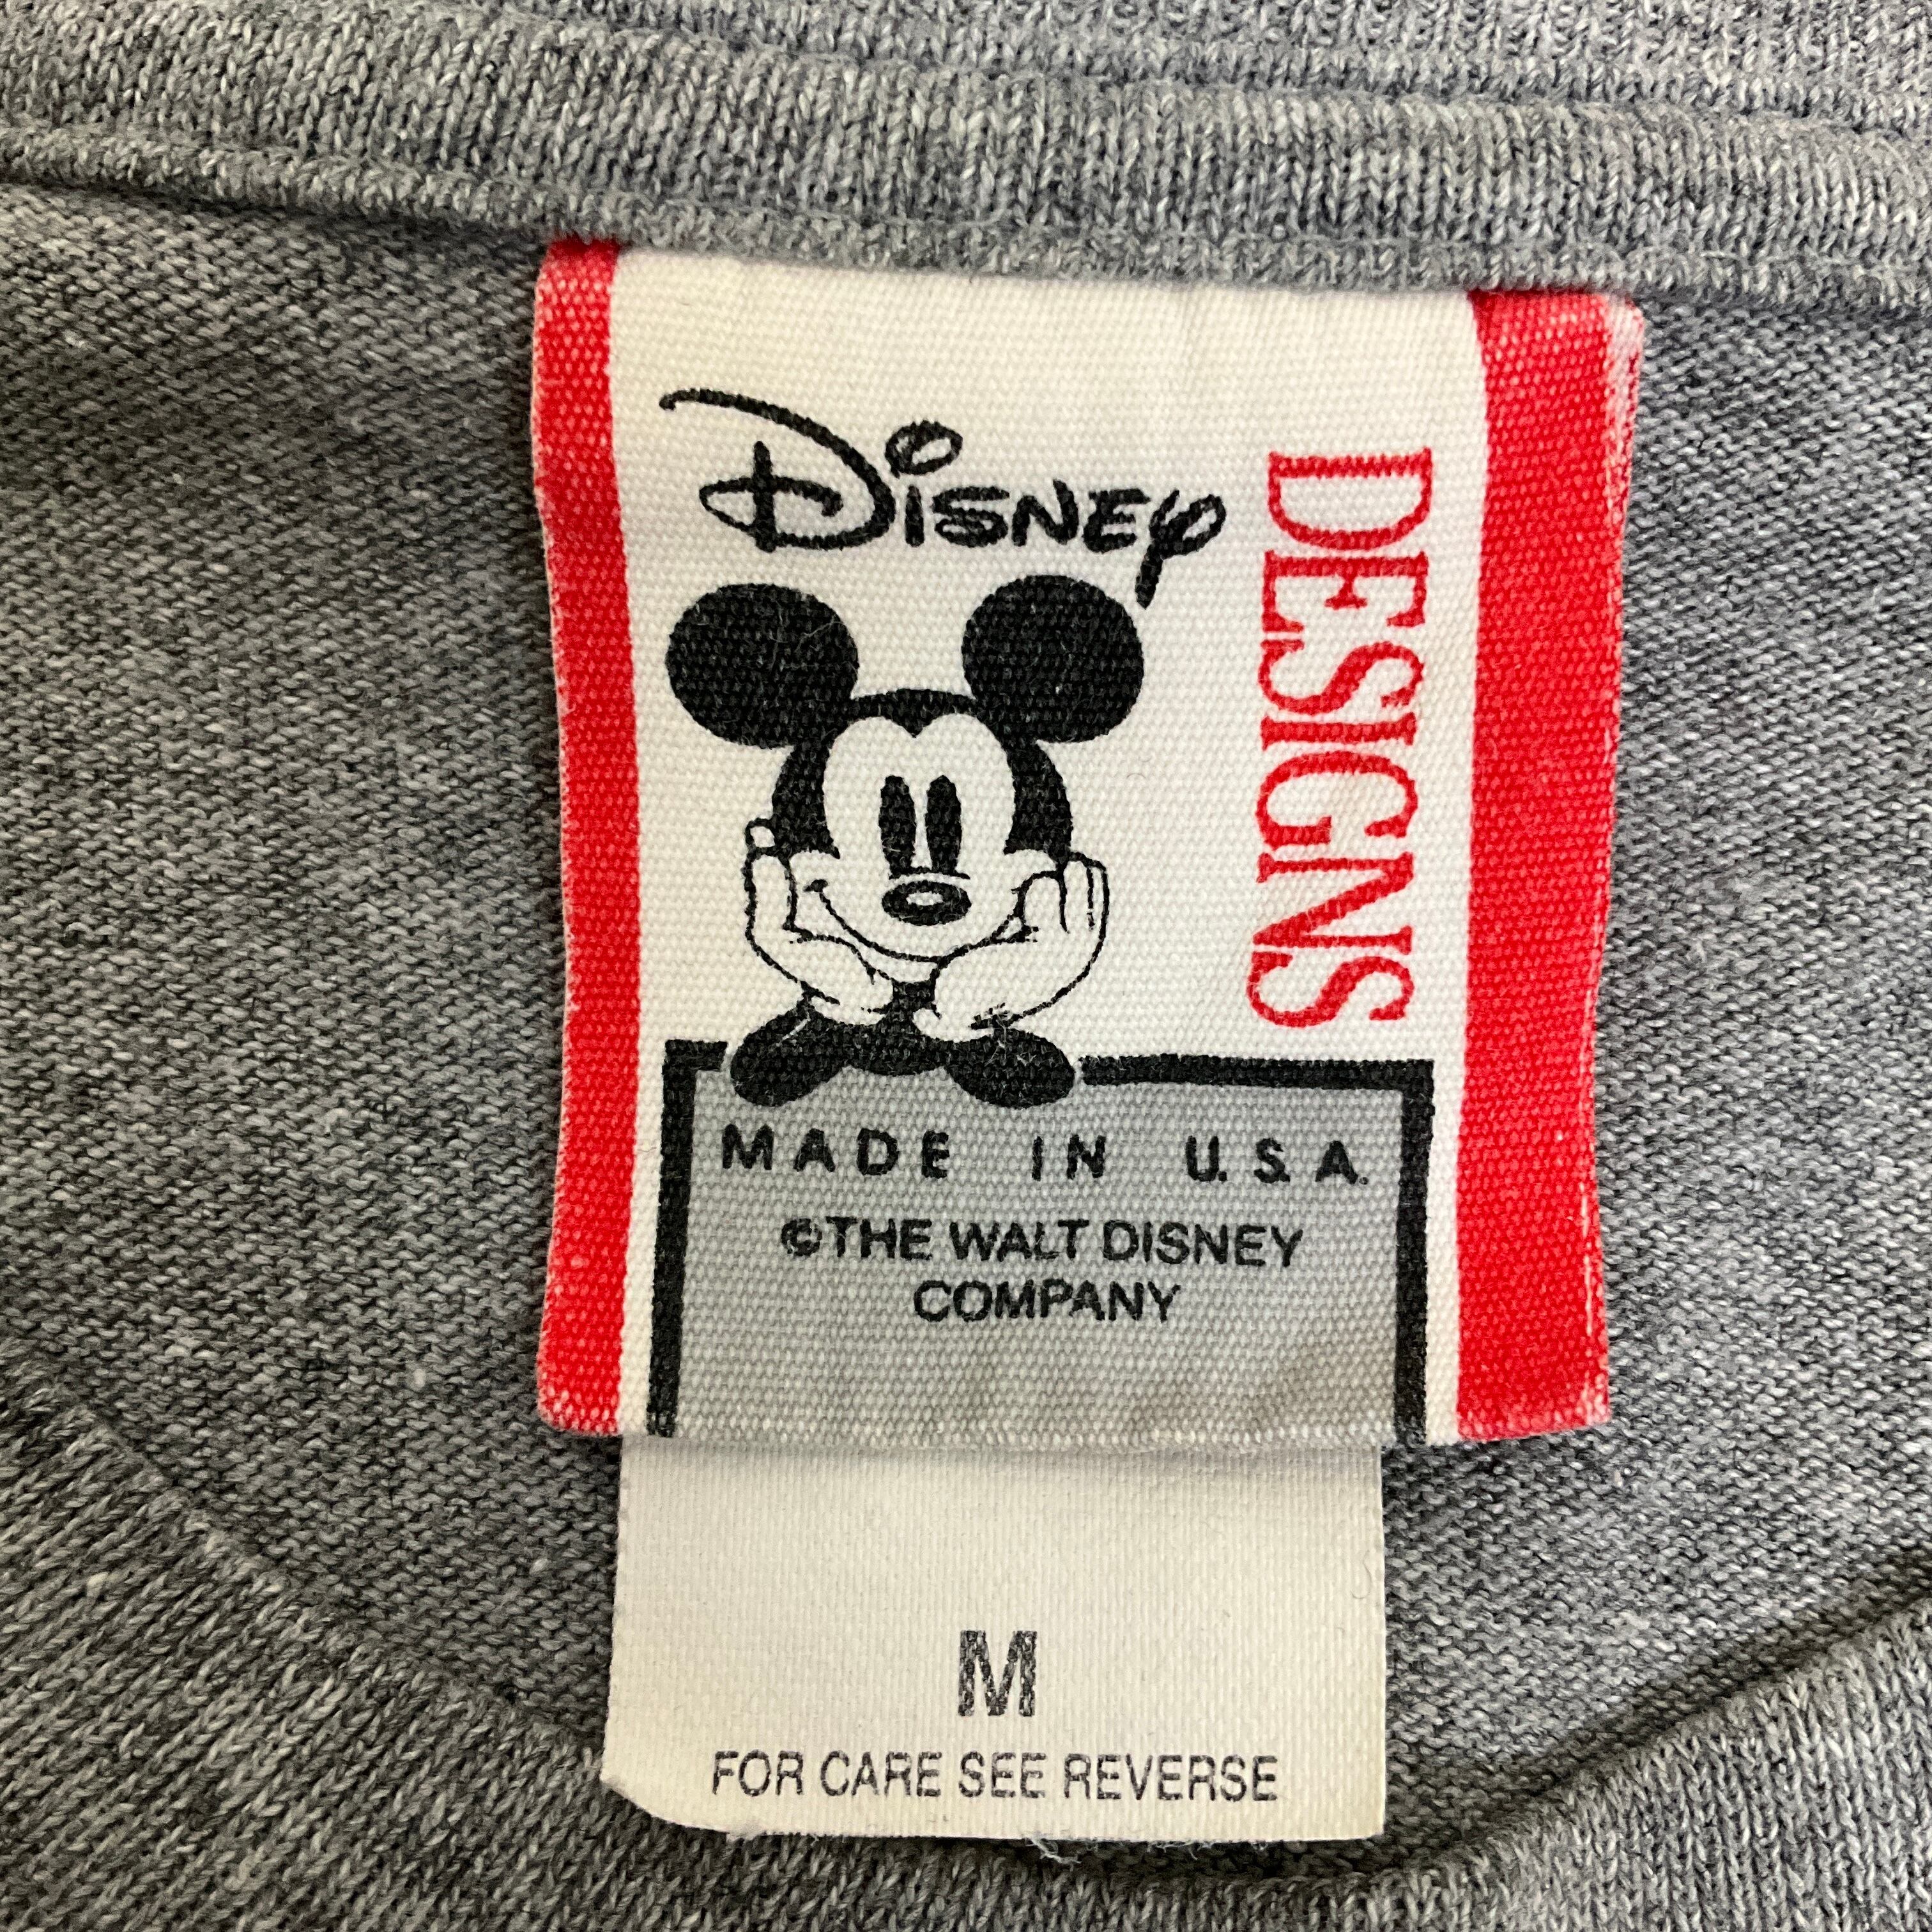 Disney
DESIGNS
MADE IN U.S.A.
©THE WALT DISNEY
COMPANY
M
FOR CARE SEE REVERSE